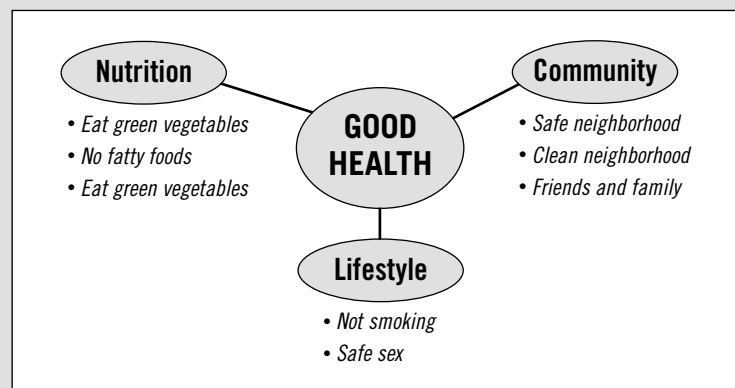 Nutrition
• Eat green vegetables
• No fatty foods
• Eat green vegetables
GOOD
HEALTH
Community
• Safe neighborhood
• Clean neighborhood
• Friends and family
Lifestyle
• Not smoking
• Safe sex